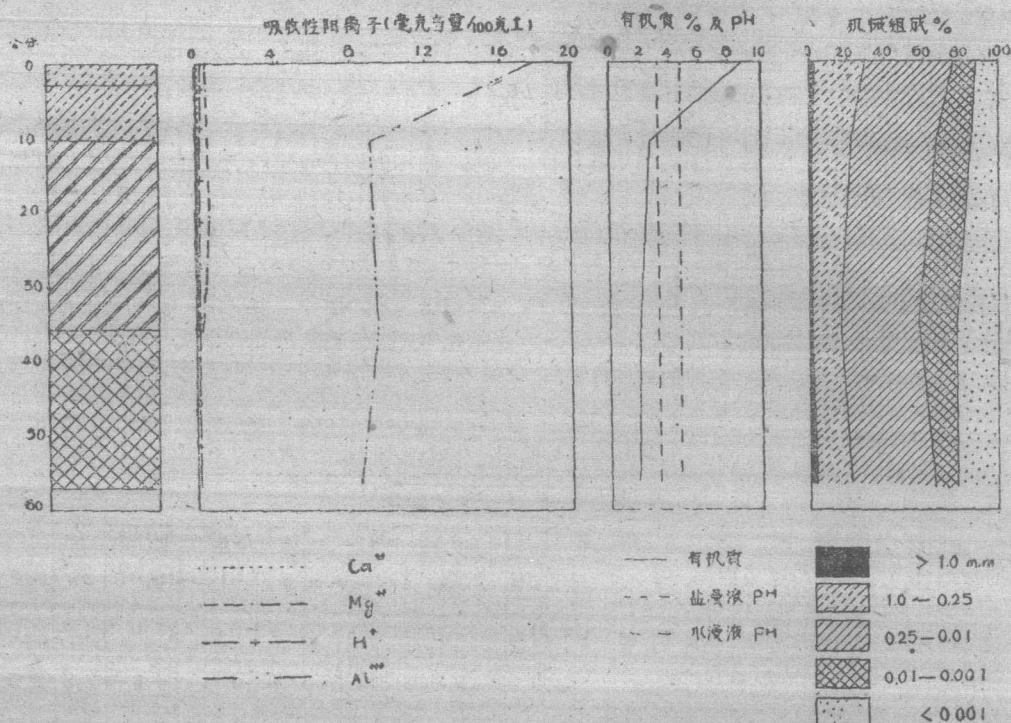 吸收性阳离子(毫克当量/100克土)
有机質 % 及 pH
机械组成 %
公分
0 4 8 12 16 20
0 2 4 6 8 10
0 20 40 60 80 100
0
10
20
30
40
50
60
Ca⁺⁺
Mg⁺⁺
H⁺
Al⁺⁺⁺
有机質
盐浸液 PH
水浸液 PH
> 1.0 m.m
1.0 ~ 0.25
0.25—0.01
0.01—0.001
< 0.001